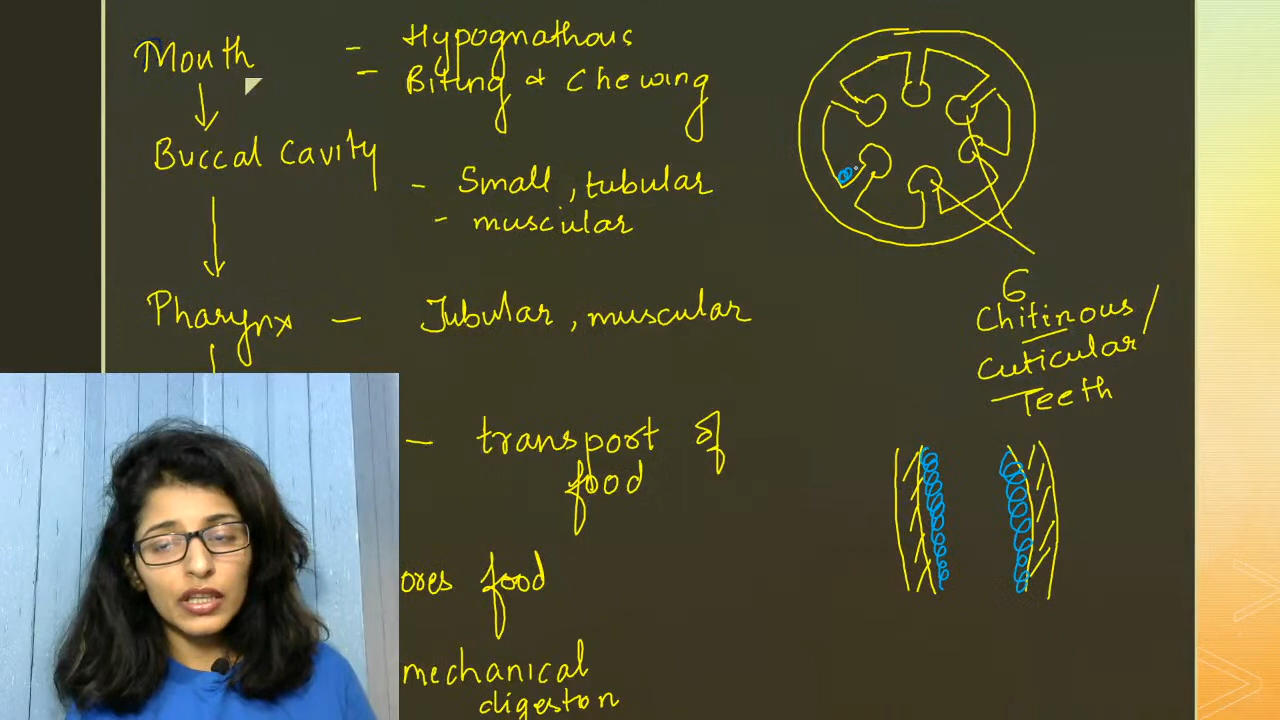 Mouth - Hypognathous
- Biting & Chewing
Buccal Cavity
- Small, tubular
- muscular
Pharynx - Tubular, muscular
- transport of
food
ores food
mechanical
digeston
6
Chitinous /
Cuticular
Teeth